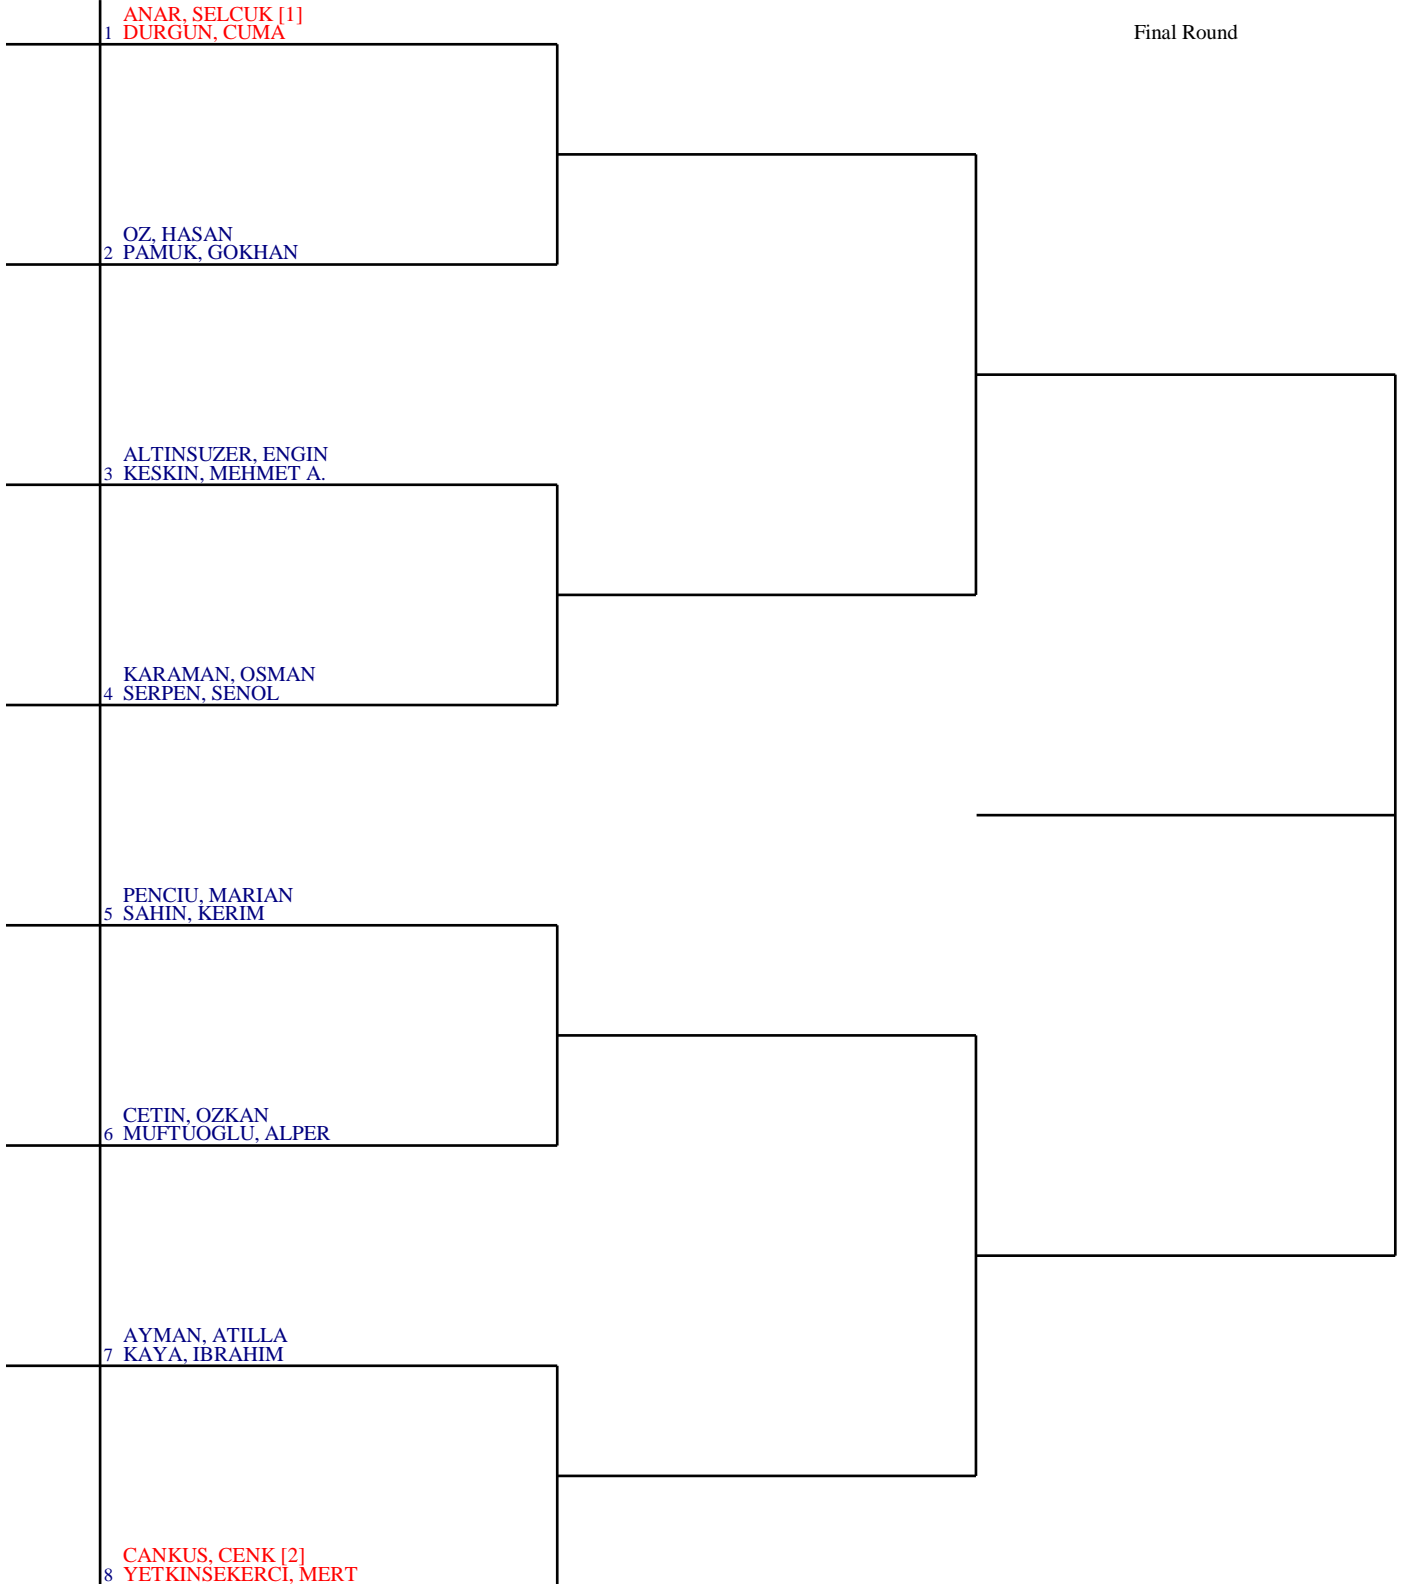 ANAR, SELCUK [1]
1 DURGUN, CUMA
Final Round
OZ, HASAN
2 PAMUK, GOKHAN
ALTINSUZER, ENGIN
3 KESKIN, MEHMET A.
KARAMAN, OSMAN
4 SERPEN, SENOL
PENCIU, MARIAN
5 SAHIN, KERIM
CETIN, OZKAN
6 MUFTUOGLU, ALPER
AYMAN, ATILLA
7 KAYA, IBRAHIM
CANKUS, CENK [2]
8 YETKINSEKERCI, MERT